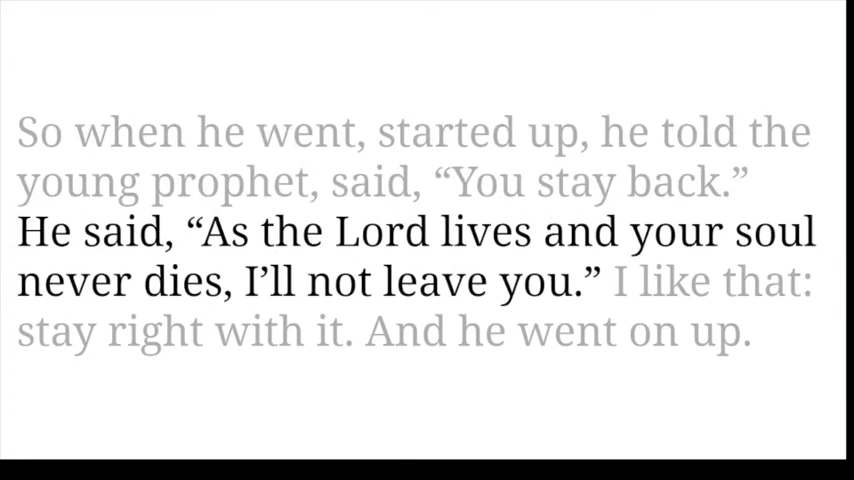 So when he went, started up, he told the
young prophet, said, “You stay back.”
He said, “As the Lord lives and your soul
never dies, I’ll not leave you.” I like that:
stay right with it. And he went on up.